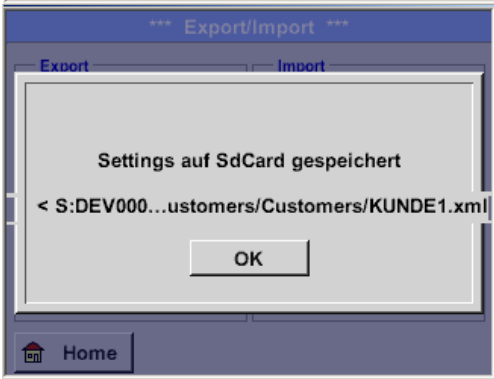 *** Export/Import ***
Export
Import
Settings auf SdCard gespeichert
< S:DEV000...ustomers/Customers/KUNDE1.xml
OK
Home